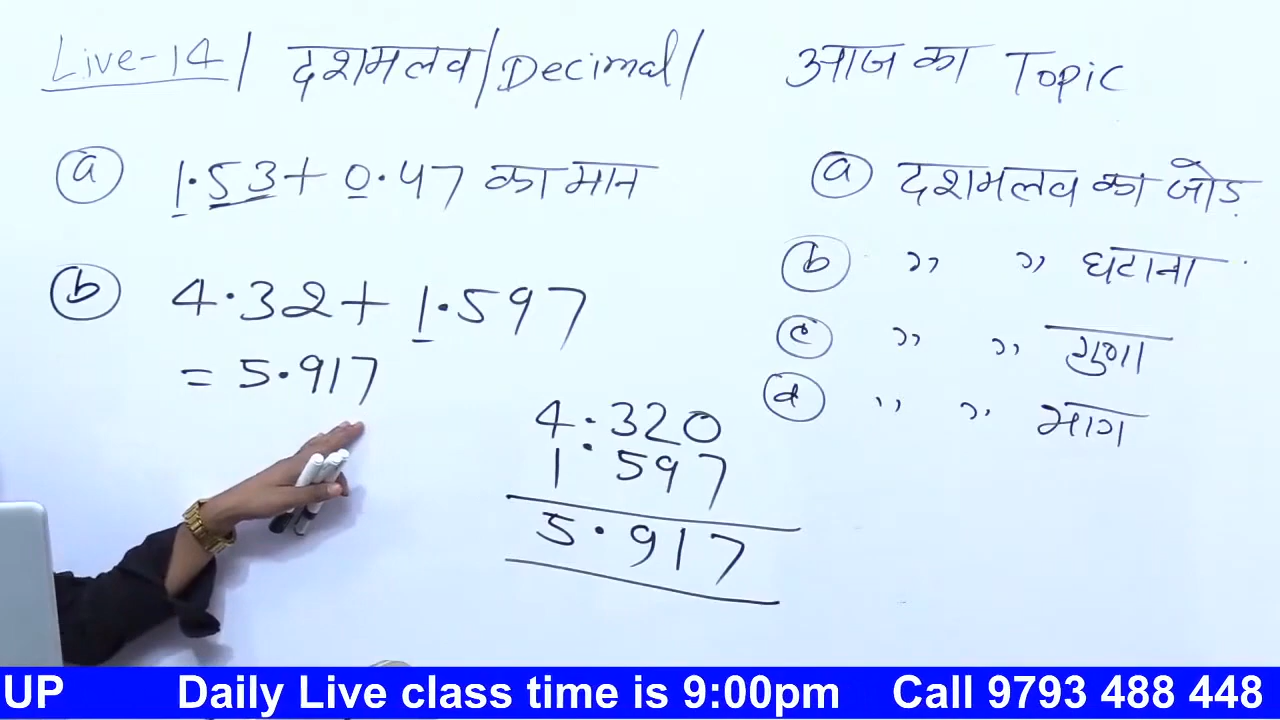 Live-14 / दशमलव / Decimal /
आज का Topic
(a) 1.53 + 0.47 का मान
(b) 4.32 + 1.597
= 5.917
4.320
1.597
5.917
(a) दशमलव का जोड़
(b) ,, ,, घटाना
(c) ,, ,, गुणा
(d) ,, ,, भाग
UP Daily Live class time is 9:00pm Call 9793 488 448